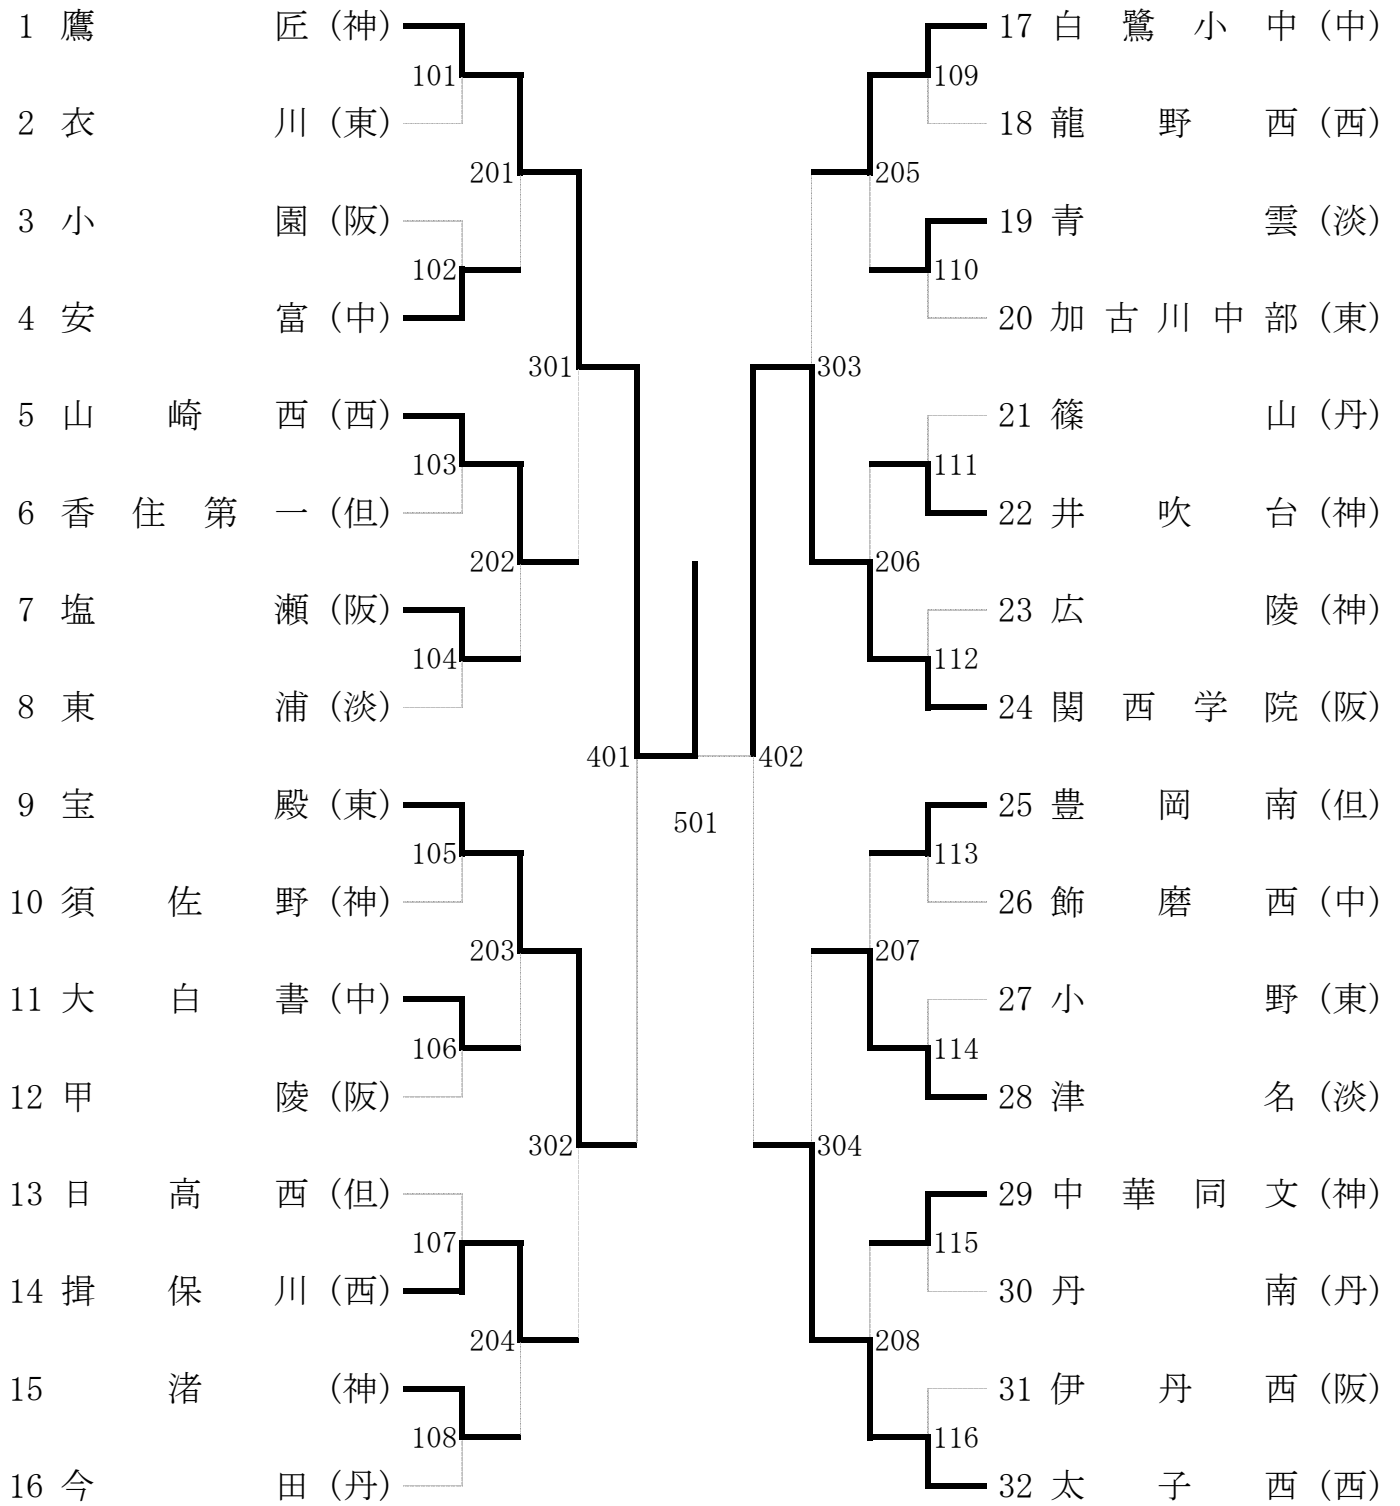 1 鷹匠（神）
101
2 衣川（東）
201
3 小園（阪）
102
4 安富（中）
301
5 山崎西（西）
103
6 香住第一（但）
202
7 塩瀬（阪）
104
8 東浦（淡）
401
9 宝殿（東）
105
10 須佐野（神）
203
11 大白書（中）
106
12 甲陵（阪）
302
13 日高西（但）
107
14 揖保川（西）
204
15 渚（神）
108
16 今田（丹）
501
17 白鷺小中（中）
109
18 龍野西（西）
205
19 青雲（淡）
110
20 加古川中部（東）
303
21 篠山（丹）
111
22 井吹台（神）
206
23 広陵（神）
112
24 関西学院（阪）
402
25 豊岡南（但）
113
26 飾磨西（中）
207
27 小野（東）
114
28 津名（淡）
304
29 中華同文（神）
115
30 丹南（丹）
208
31 伊丹西（阪）
116
32 太子西（西）